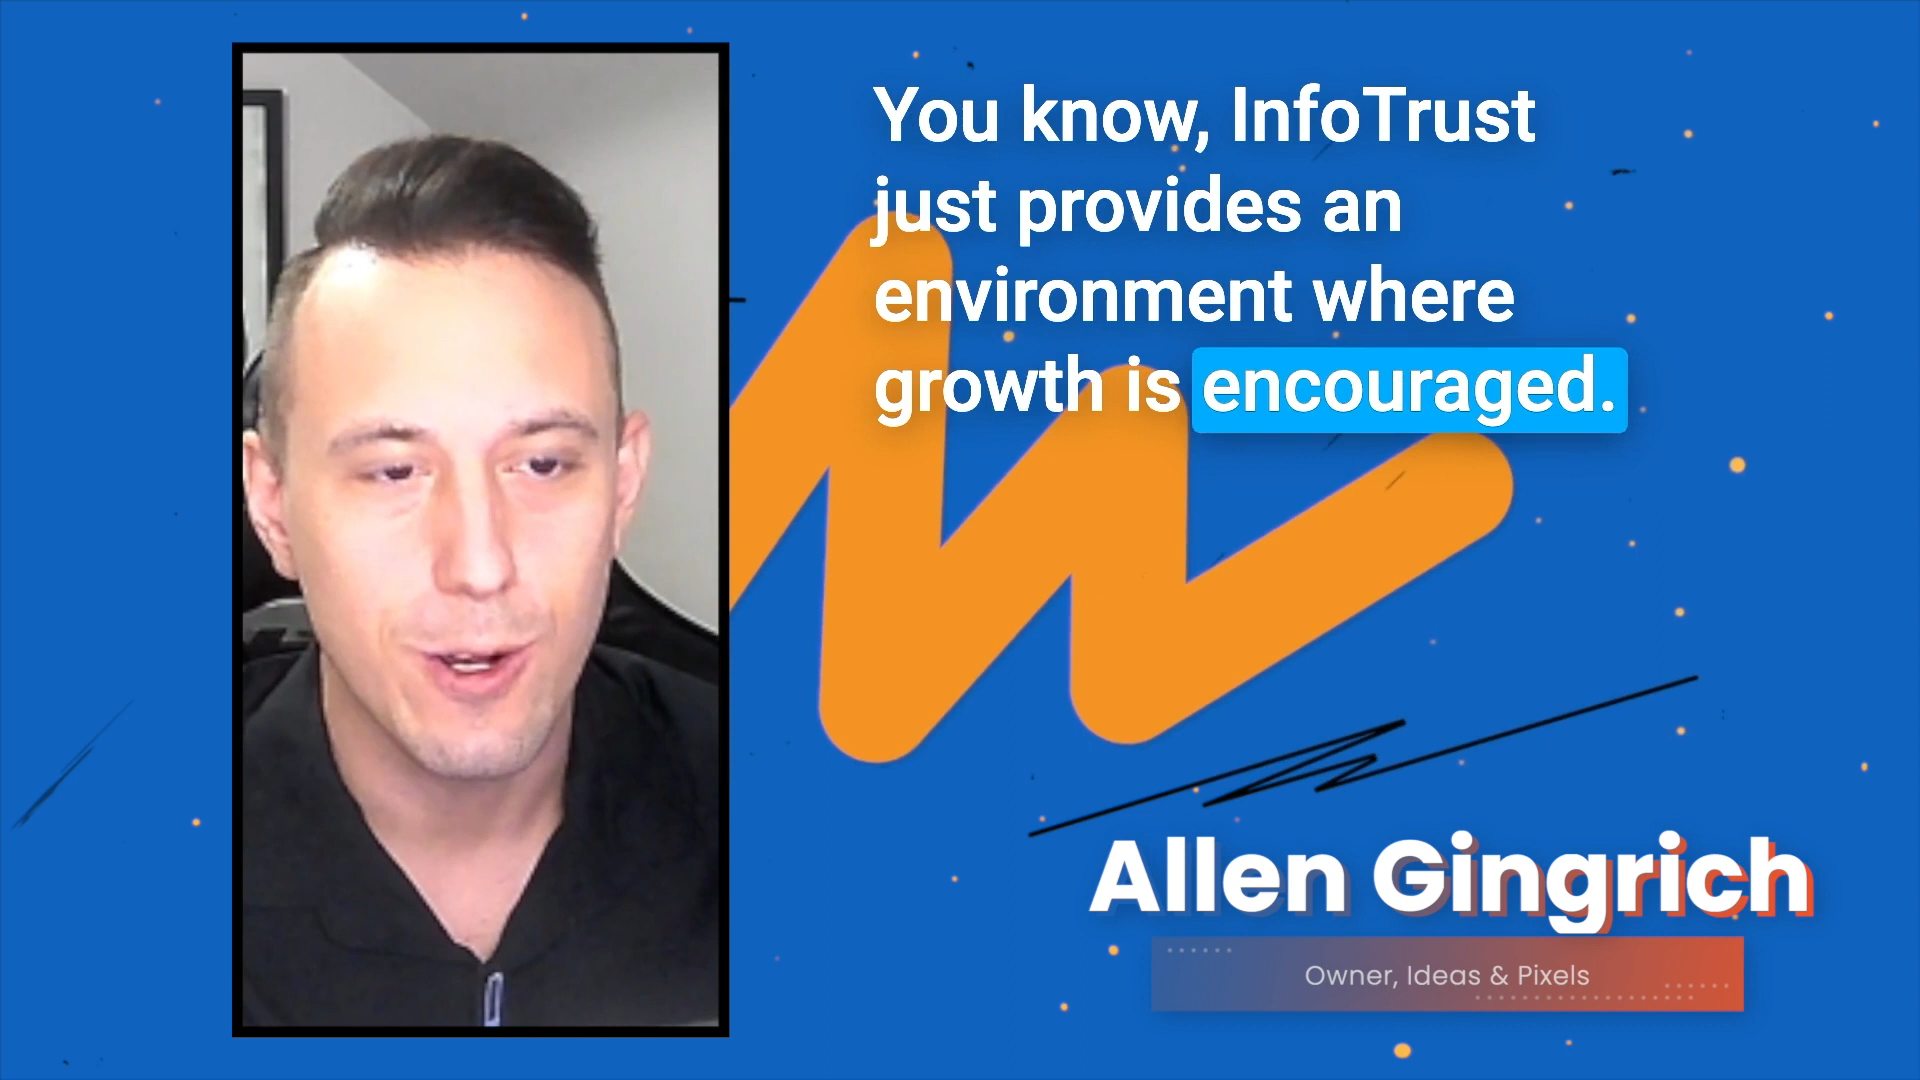 You know, InfoTrust
just provides an
environment where
growth is encouraged.
Allen Gingrich
Owner, Ideas & Pixels